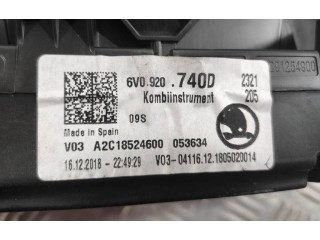 6V0.920 .740D 2321
Kombiinstrument 205
09S
Made in Spain
V03 A2C18524600 053634
16.12.2018 - 22:49:29 V03-04116.12.1805020014